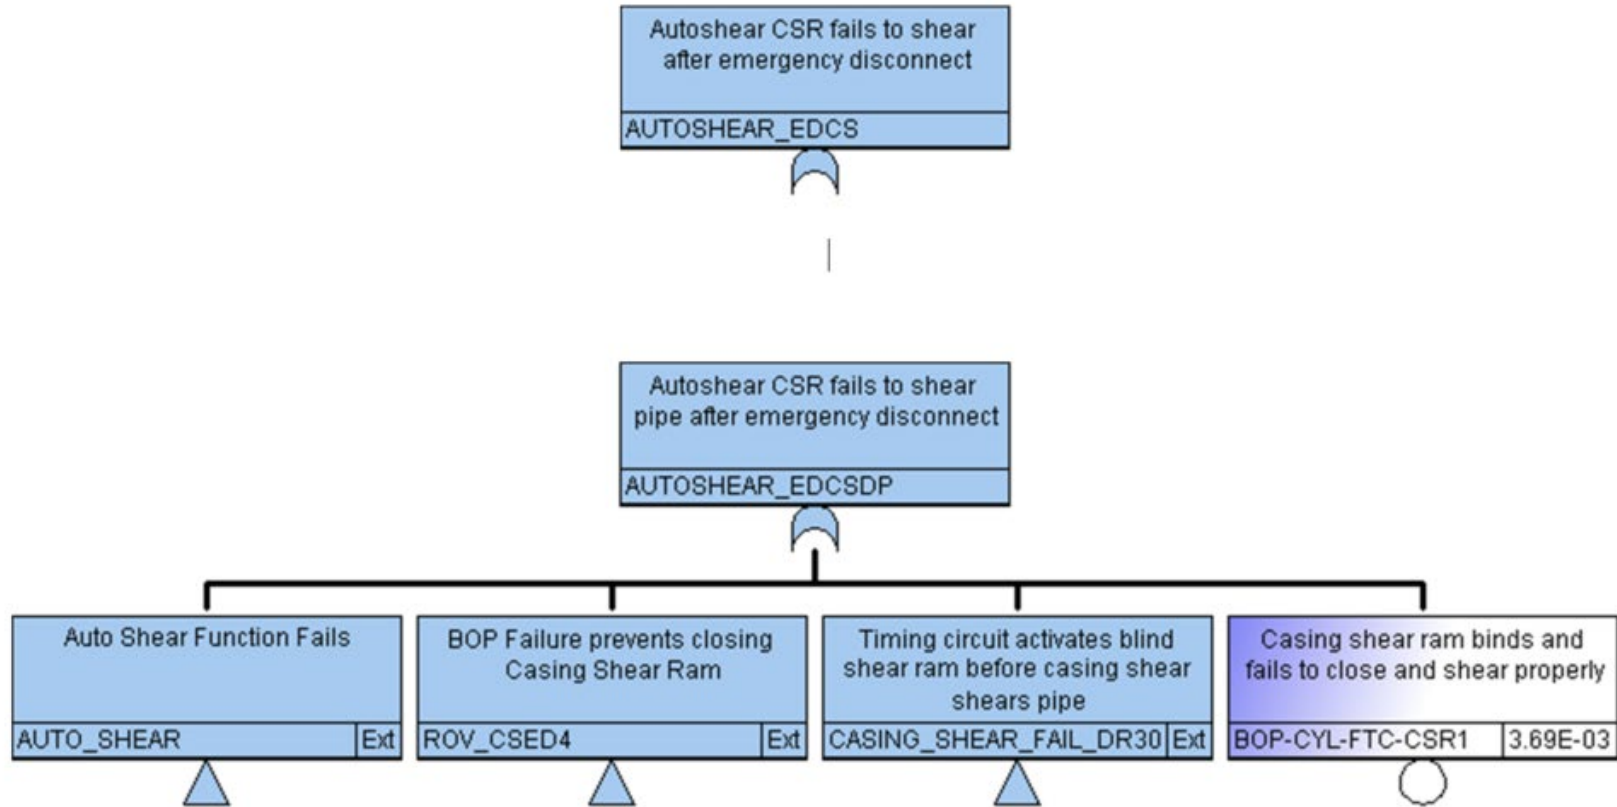 Autoshear CSR fails to shear
after emergency disconnect
AUTOSHEAR_EDCS
Autoshear CSR fails to shear
pipe after emergency disconnect
AUTOSHEAR_EDCSDP
Auto Shear Function Fails
AUTO_SHEAR Ext
BOP Failure prevents closing
Casing Shear Ram
ROV_CSED4 Ext
Timing circuit activates blind
shear ram before casing shear
shears pipe
CASING_SHEAR_FAIL_DR30 Ext
Casing shear ram binds and
fails to close and shear properly
BOP-CYL-FTC-CSR1 3.69E-03